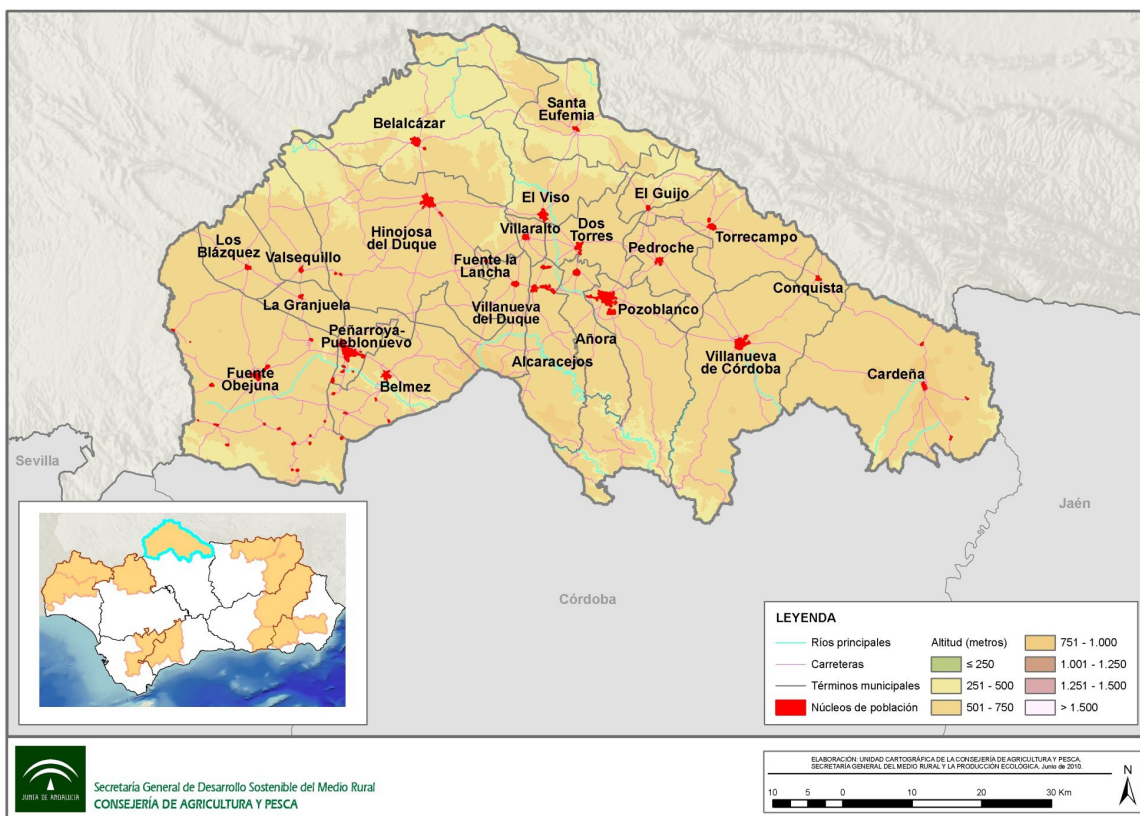 Santa
Eufemia
Belalcázar
El Viso
El Guijo
Hinojosa
del Duque
Villaralto
Dos
Torres
Torrecampo
Los
Blázquez
Valsequillo
Fuente la
Lancha
Pedroche
Conquista
La Granjuela
Villanueva
del Duque
Pozoblanco
Peñarroya-
Pueblonuevo
Añora
Alcaracejos
Villanueva
de Córdoba
Fuente
Obejuna
Belmez
Cardeña
Sevilla
Jaén
Córdoba
LEYENDA
Ríos principales
Carreteras
Términos municipales
Núcleos de población
Altitud (metros)
≤ 250
251 - 500
501 - 750
751 - 1.000
1.001 - 1.250
1.251 - 1.500
> 1.500
JUNTA DE ANDALUCIA
Secretaría General de Desarrollo Sostenible del Medio Rural
CONSEJERÍA DE AGRICULTURA Y PESCA
ELABORACIÓN: UNIDAD CARTOGRÁFICA DE LA CONSEJERÍA DE AGRICULTURA Y PESCA.
SECRETARÍA GENERAL DEL MEDIO RURAL Y LA PRODUCCIÓN ECOLÓGICA. Junio de 2010.
10 5 0 10 20 30 Km
N